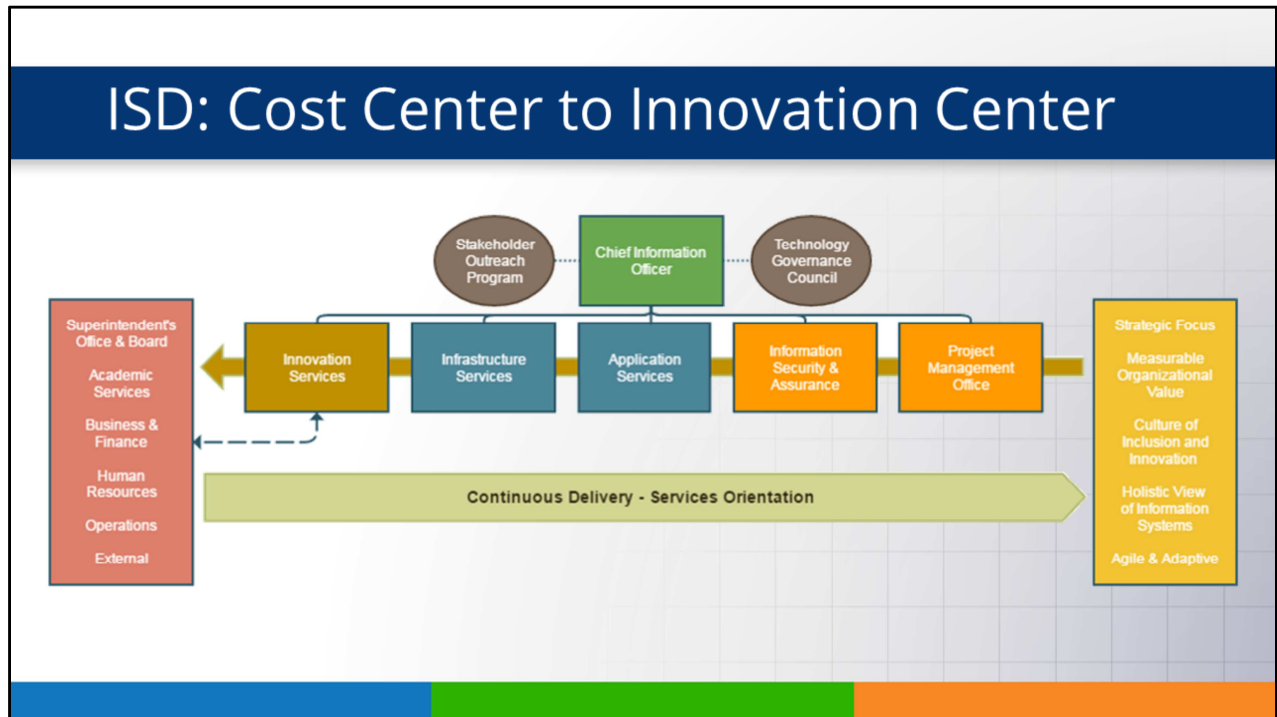 ISD: Cost Center to Innovation Center
Stakeholder
Outreach
Program
Chief Information
Officer
Technology
Governance
Council
Superintendent's
Office & Board
Academic
Services
Business &
Finance
Human
Resources
Operations
External
Innovation
Services
Infrastructure
Services
Application
Services
Information
Security &
Assurance
Project
Management
Office
Continuous Delivery - Services Orientation
Strategic Focus
Measurable
Organizational
Value
Culture of
Inclusion and
Innovation
Holistic View
of Information
Systems
Agile & Adaptive